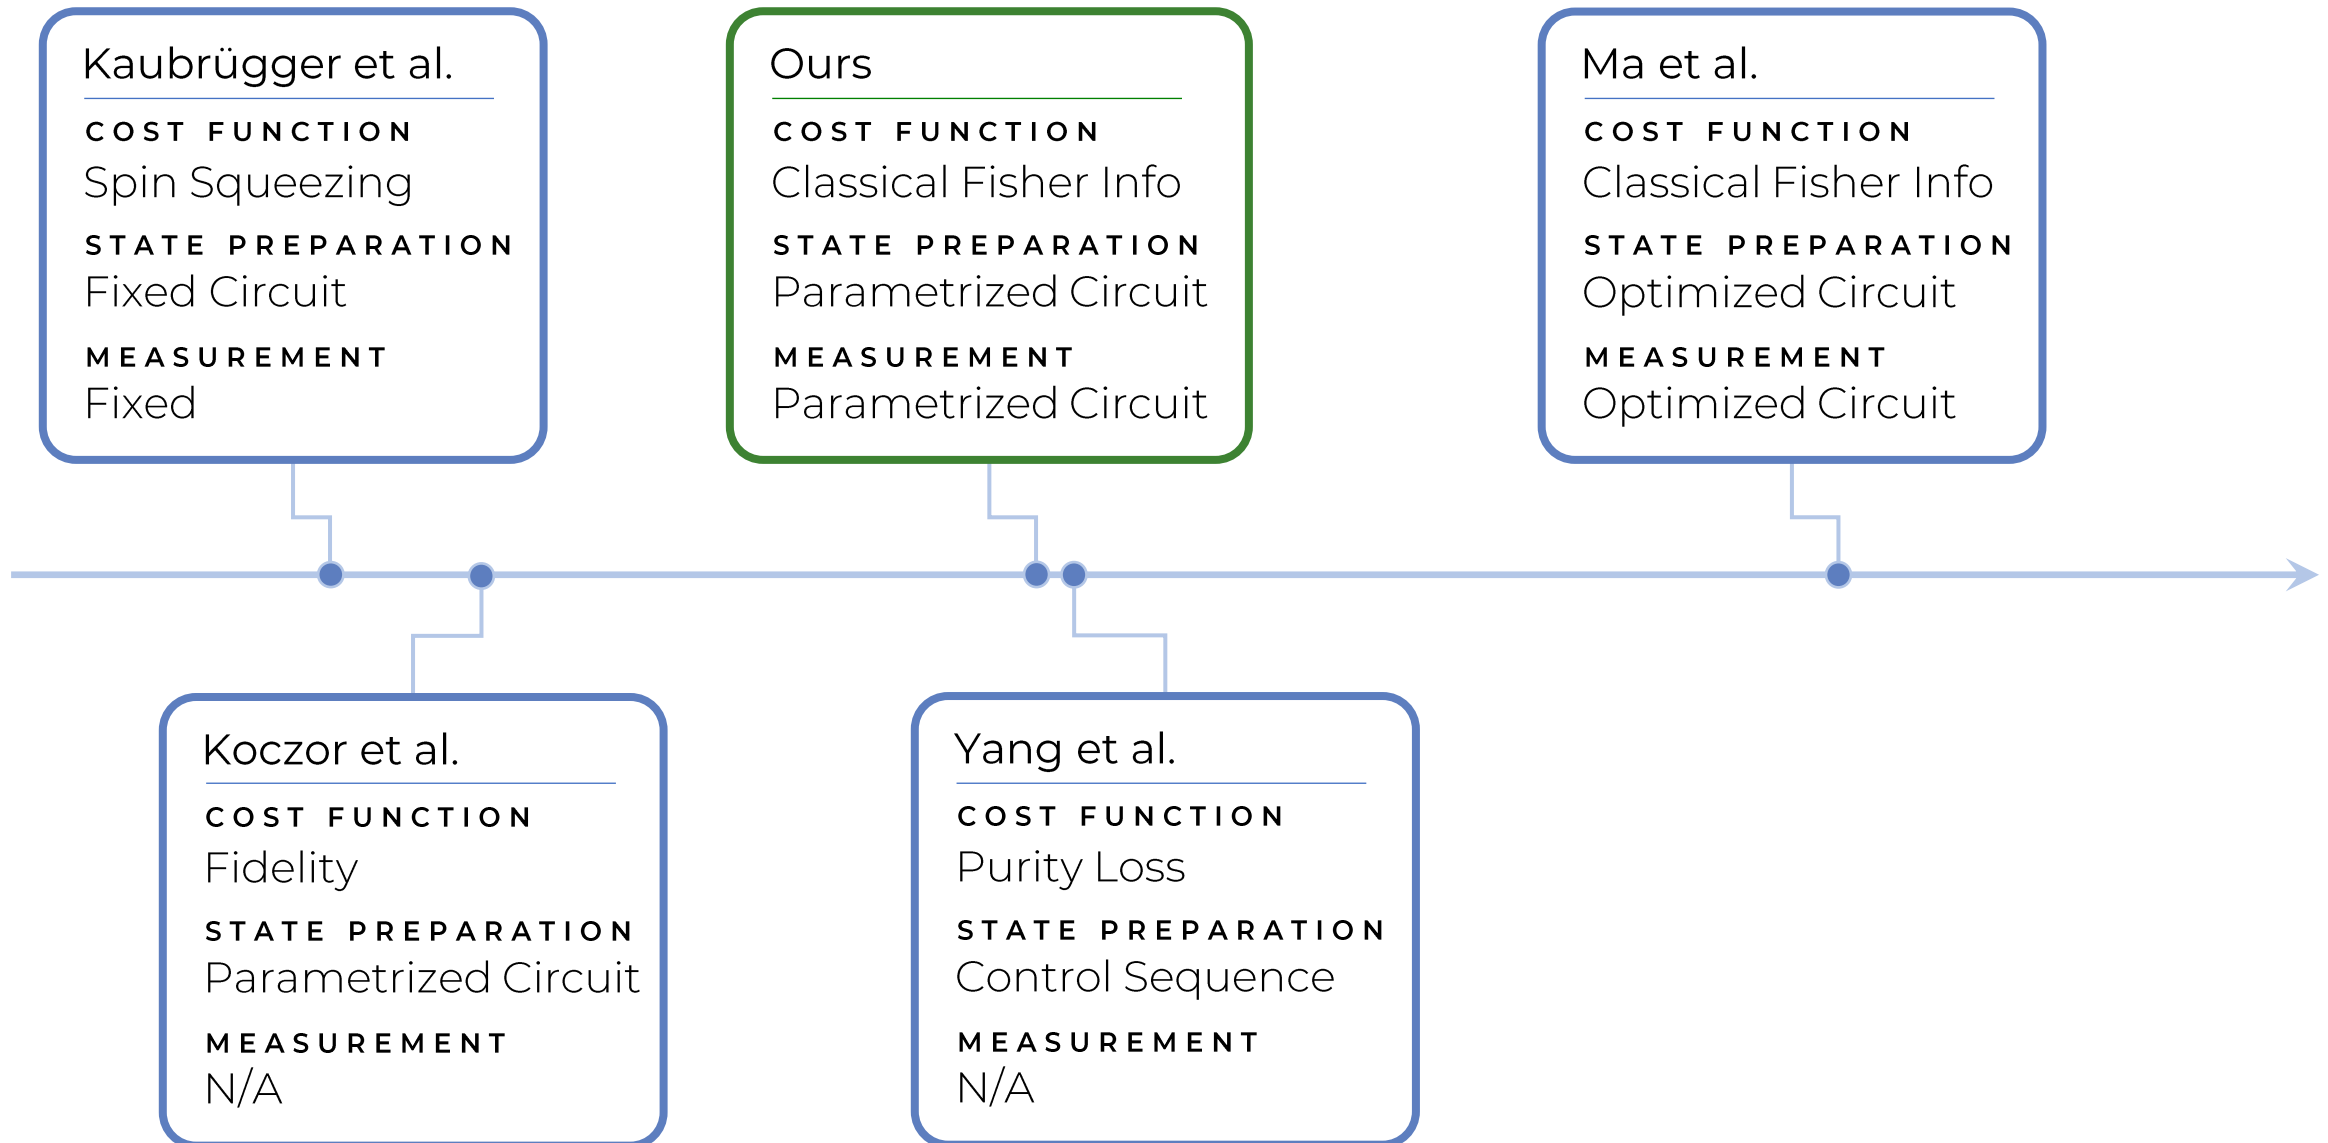 Kaubrügger et al.
COST FUNCTION
Spin Squeezing
STATE PREPARATION
Fixed Circuit
MEASUREMENT
Fixed
Ours
COST FUNCTION
Classical Fisher Info
STATE PREPARATION
Parametrized Circuit
MEASUREMENT
Parametrized Circuit
Ma et al.
COST FUNCTION
Classical Fisher Info
STATE PREPARATION
Optimized Circuit
MEASUREMENT
Optimized Circuit
Koczor et al.
COST FUNCTION
Fidelity
STATE PREPARATION
Parametrized Circuit
MEASUREMENT
N/A
Yang et al.
COST FUNCTION
Purity Loss
STATE PREPARATION
Control Sequence
MEASUREMENT
N/A